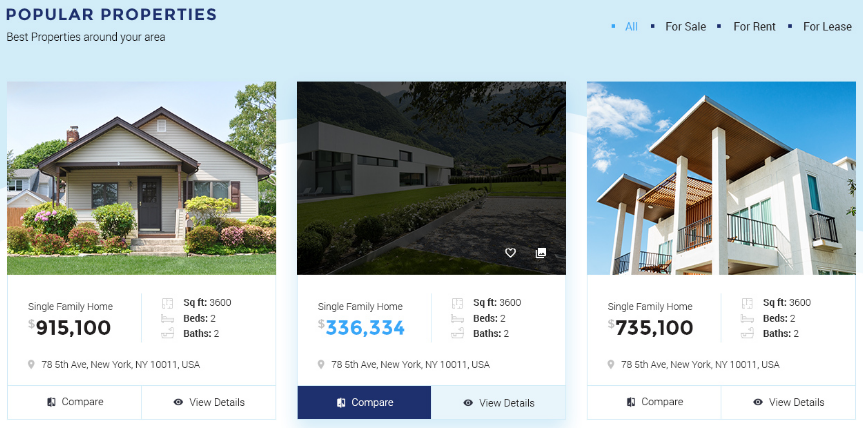 POPULAR PROPERTIES
Best Properties around your area
All For Sale For Rent For Lease
Single Family Home
$915,100
Sq ft: 3600
Beds: 2
Baths: 2
78 5th Ave, New York, NY 10011, USA
Compare View Details
Single Family Home
$336,334
Sq ft: 3600
Beds: 2
Baths: 2
78 5th Ave, New York, NY 10011, USA
Compare View Details
Single Family Home
$735,100
Sq ft: 3600
Beds: 2
Baths: 2
78 5th Ave, New York, NY 10011, USA
Compare View Details